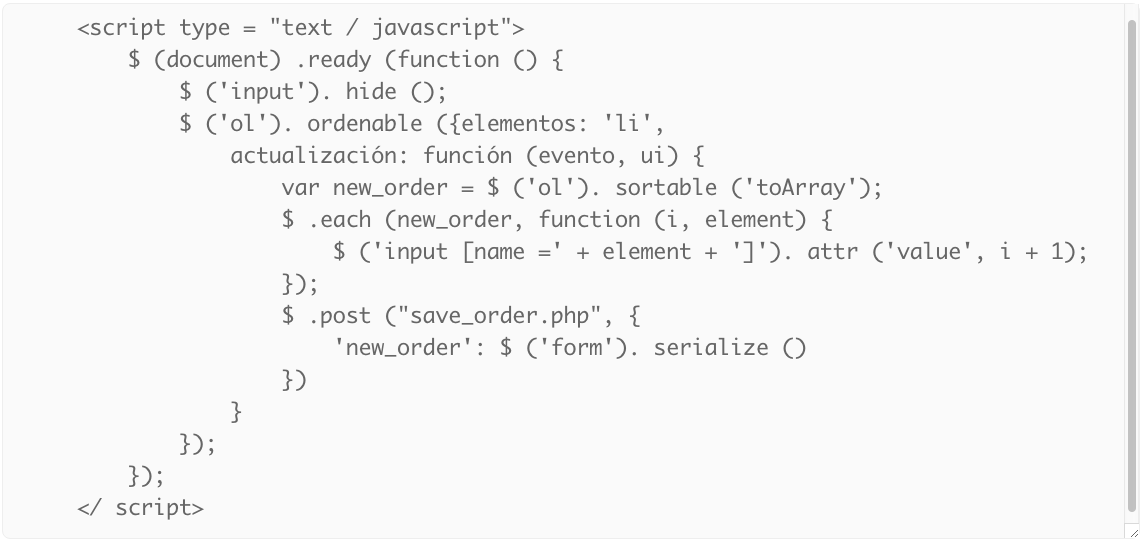 <script type = "text / javascript">
$ (document) .ready (function () {
$ ('input'). hide ();
$ ('ol'). ordenable ({elementos: 'li',
actualización: función (evento, ui) {
var new_order = $ ('ol'). sortable ('toArray');
$ .each (new_order, function (i, element) {
$ ('input [name =' + element + ']'). attr ('value', i + 1);
});
$ .post ("save_order.php", {
'new_order': $ ('form'). serialize ()
})
}
});
});
</ script>